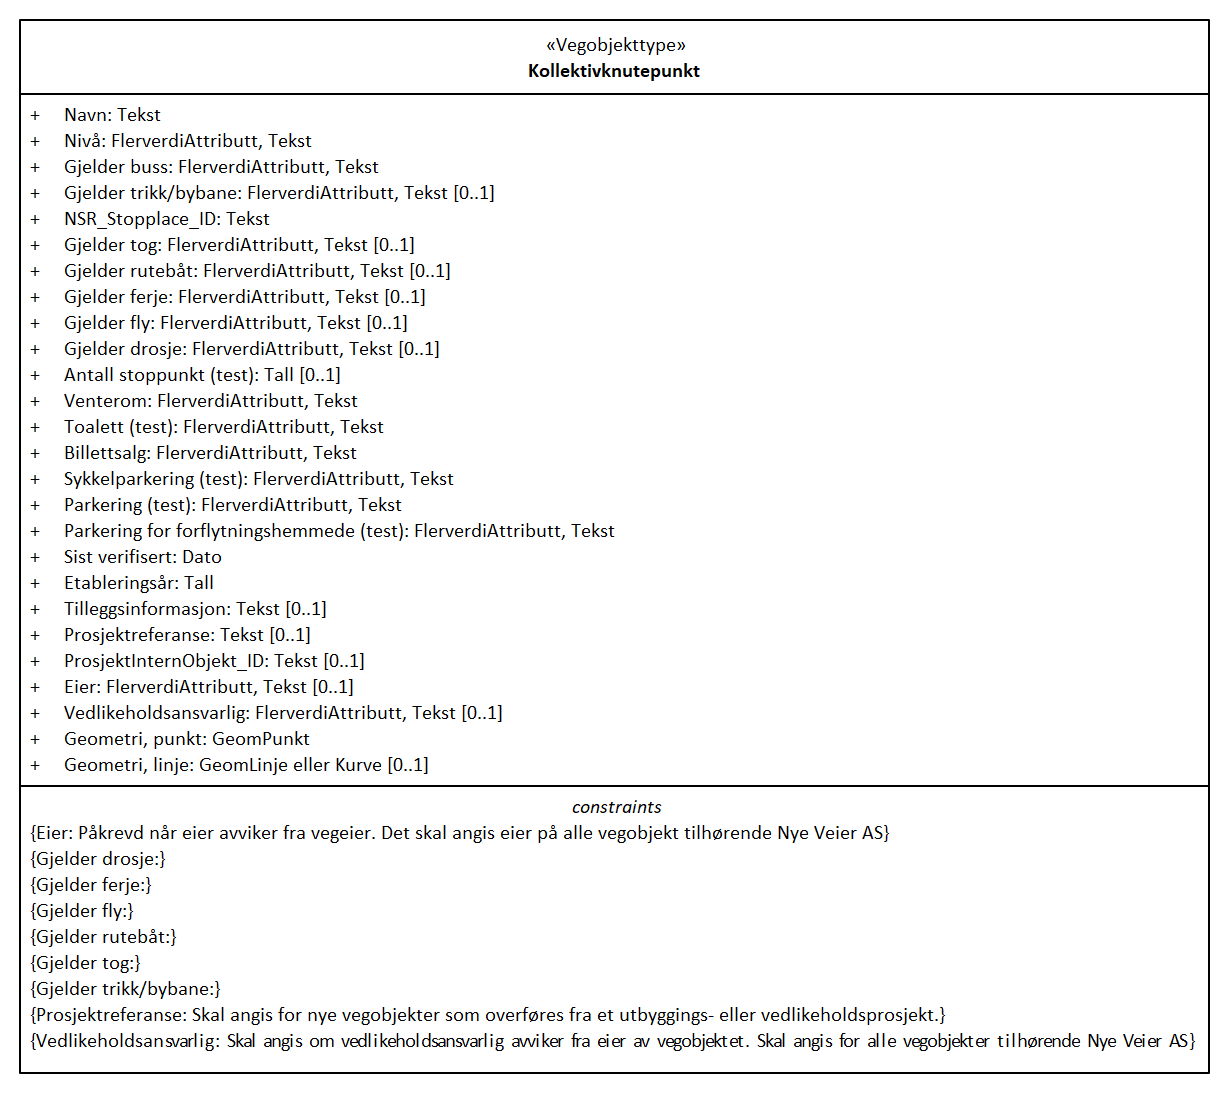 «Vegobjekttype»
Kollektivknutepunkt
+ Navn: Tekst
+ Nivå: FlerverdiAttributt, Tekst
+ Gjelder buss: FlerverdiAttributt, Tekst
+ Gjelder trikk/bybane: FlerverdiAttributt, Tekst [0..1]
+ NSR_Stopplace_ID: Tekst
+ Gjelder tog: FlerverdiAttributt, Tekst [0..1]
+ Gjelder rutebåt: FlerverdiAttributt, Tekst [0..1]
+ Gjelder ferje: FlerverdiAttributt, Tekst [0..1]
+ Gjelder fly: FlerverdiAttributt, Tekst [0..1]
+ Gjelder drosje: FlerverdiAttributt, Tekst [0..1]
+ Antall stoppunkt (test): Tall [0..1]
+ Venterom: FlerverdiAttributt, Tekst
+ Toalett (test): FlerverdiAttributt, Tekst
+ Billettsalg: FlerverdiAttributt, Tekst
+ Sykkelparkering (test): FlerverdiAttributt, Tekst
+ Parkering (test): FlerverdiAttributt, Tekst
+ Parkering for forflytningshemmede (test): FlerverdiAttributt, Tekst
+ Sist verifisert: Dato
+ Etableringsår: Tall
+ Tilleggsinformasjon: Tekst [0..1]
+ Prosjektreferanse: Tekst [0..1]
+ ProsjektInternObjekt_ID: Tekst [0..1]
+ Eier: FlerverdiAttributt, Tekst [0..1]
+ Vedlikeholdsansvarlig: FlerverdiAttributt, Tekst [0..1]
+ Geometri, punkt: GeomPunkt
+ Geometri, linje: GeomLinje eller Kurve [0..1]
constraints
{Eier: Påkrevd når eier avviker fra vegeier. Det skal angis eier på alle vegobjekt tilhørende Nye Veier AS}
{Gjelder drosje:}
{Gjelder ferje:}
{Gjelder fly:}
{Gjelder rutebåt:}
{Gjelder tog:}
{Gjelder trikk/bybane:}
{Prosjektreferanse: Skal angis for nye vegobjekter som overføres fra et utbyggings- eller vedlikeholdsprosjekt.}
{Vedlikeholdsansvarlig: Skal angis om vedlikeholdsansvarlig avviker fra eier av vegobjektet. Skal angis for alle vegobjekter tilhørende Nye Veier AS}